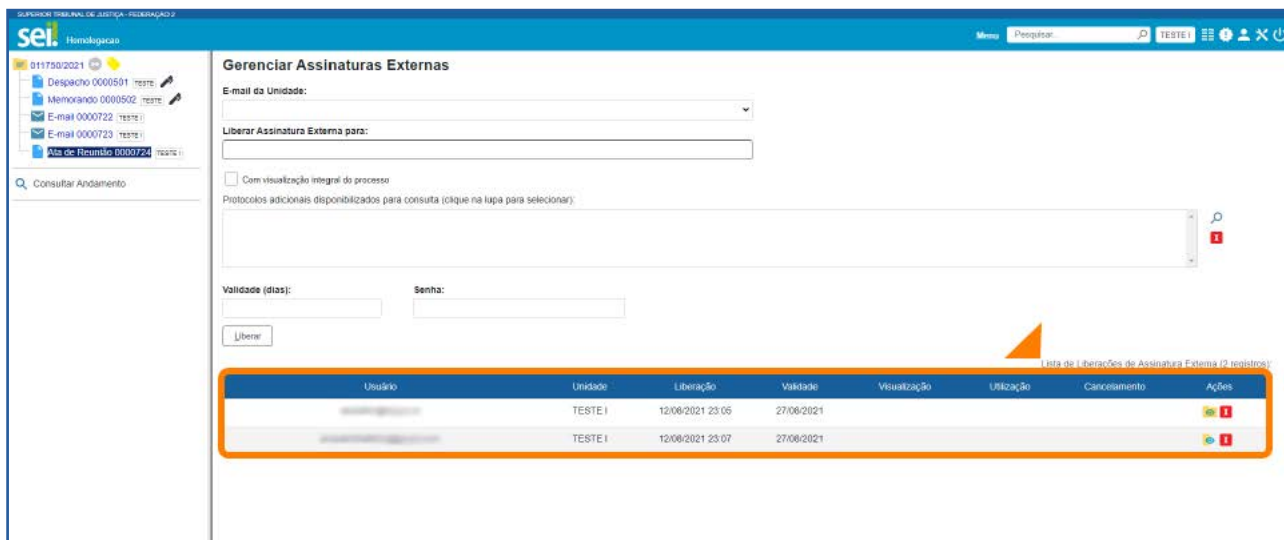 SUPERIOR TRIBUNAL DE JUSTIÇA - FEDERAÇÃO 2
sei. Homologacao
Menu Pesquisar... TESTE I
011750/2021
Despacho 0000501 TESTE
Memorando 0000502 TESTE
E-mail 0000722 TESTE I
E-mail 0000723 TESTE I
Ata de Reunião 0000724 TESTE I
Consultar Andamento
Gerenciar Assinaturas Externas
E-mail da Unidade:
Liberar Assinatura Externa para:
Com visualização integral do processo
Protocolos adicionais disponibilizados para consulta (clique na lupa para selecionar):
Validade (dias): Senha:
Liberar
Lista de Liberações de Assinatura Externa (2 registros):
Usuário Unidade Liberação Validade Visualização Utilização Cancelamento Ações
TESTE I 12/08/2021 23:05 27/08/2021
TESTE I 12/08/2021 23:07 27/08/2021